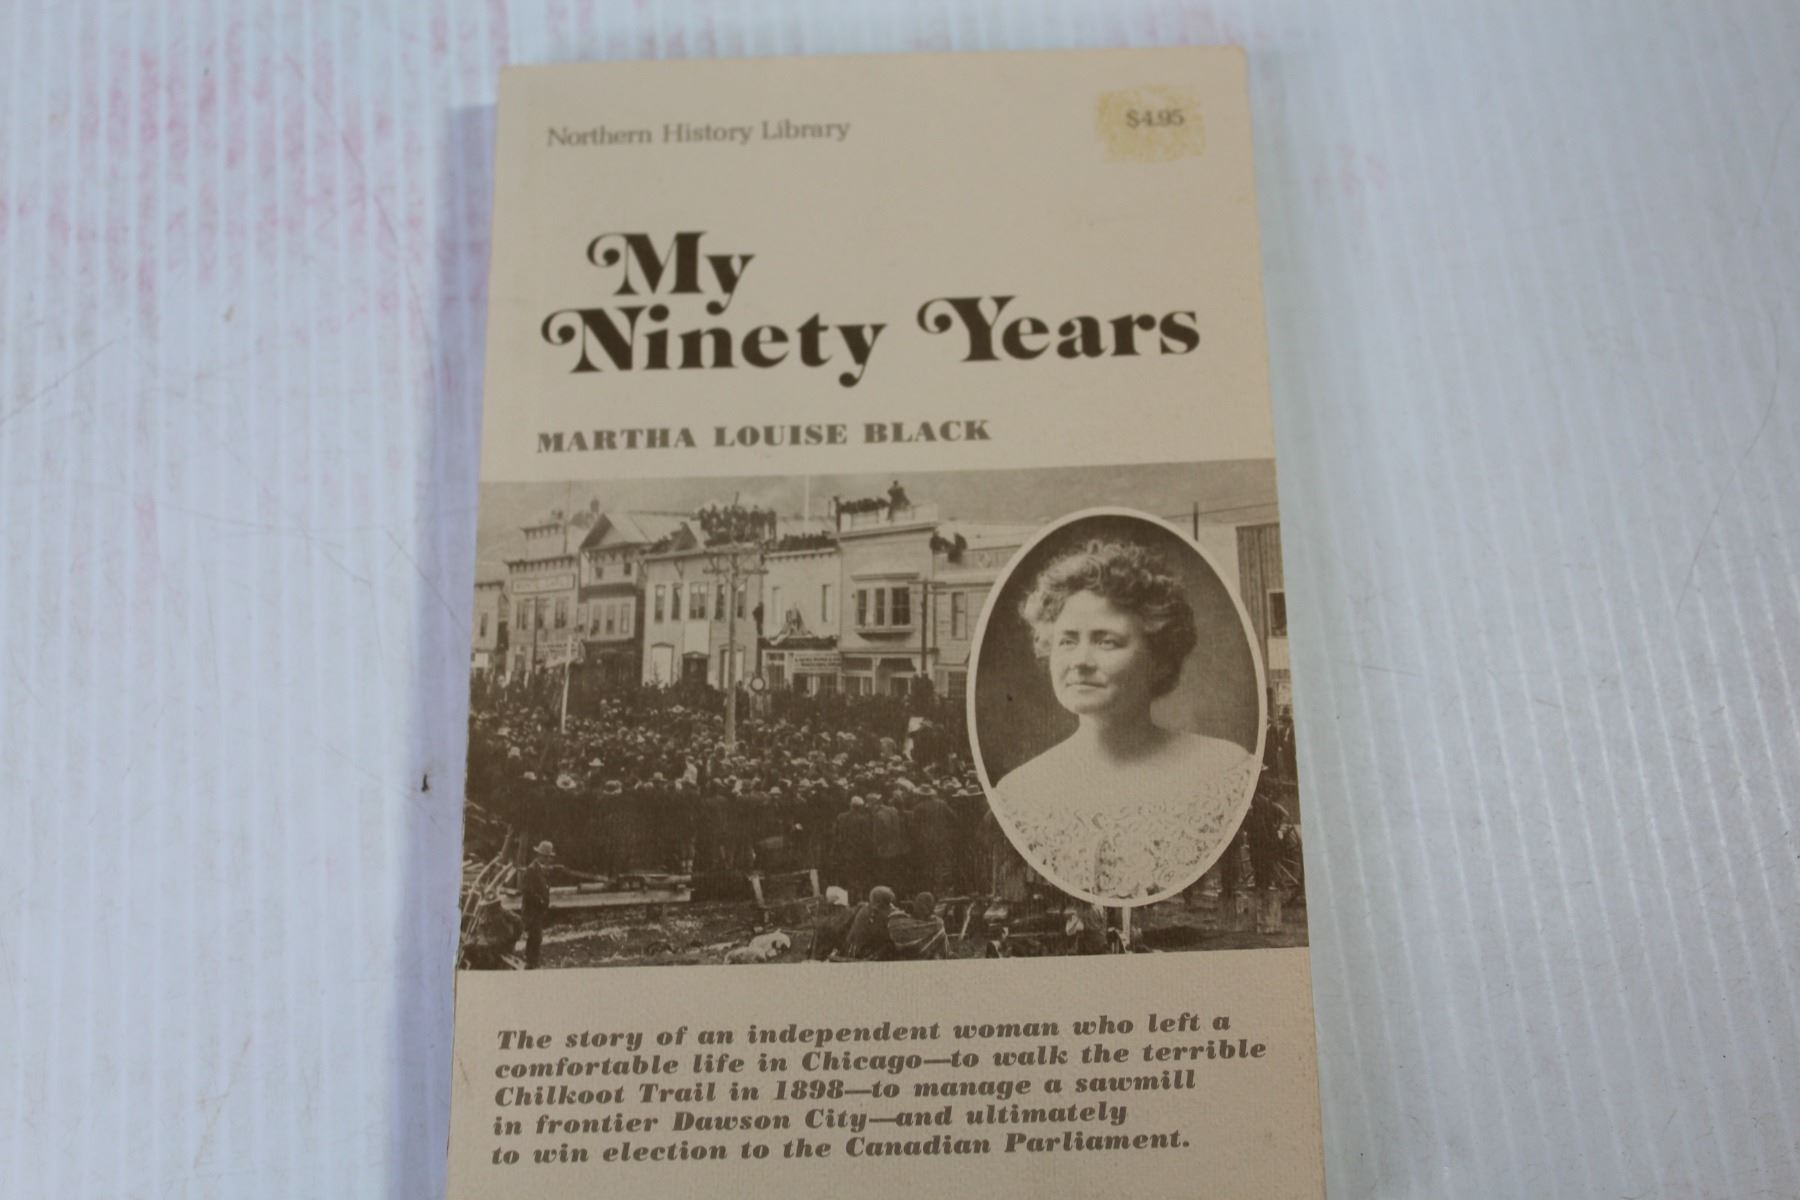 Northern History Library
$4.95
My
Ninety Years
MARTHA LOUISE BLACK
The story of an independent woman who left a
comfortable life in Chicago—to walk the terrible
Chilkoot Trail in 1898—to manage a sawmill
in frontier Dawson City—and ultimately
to win election to the Canadian Parliament.